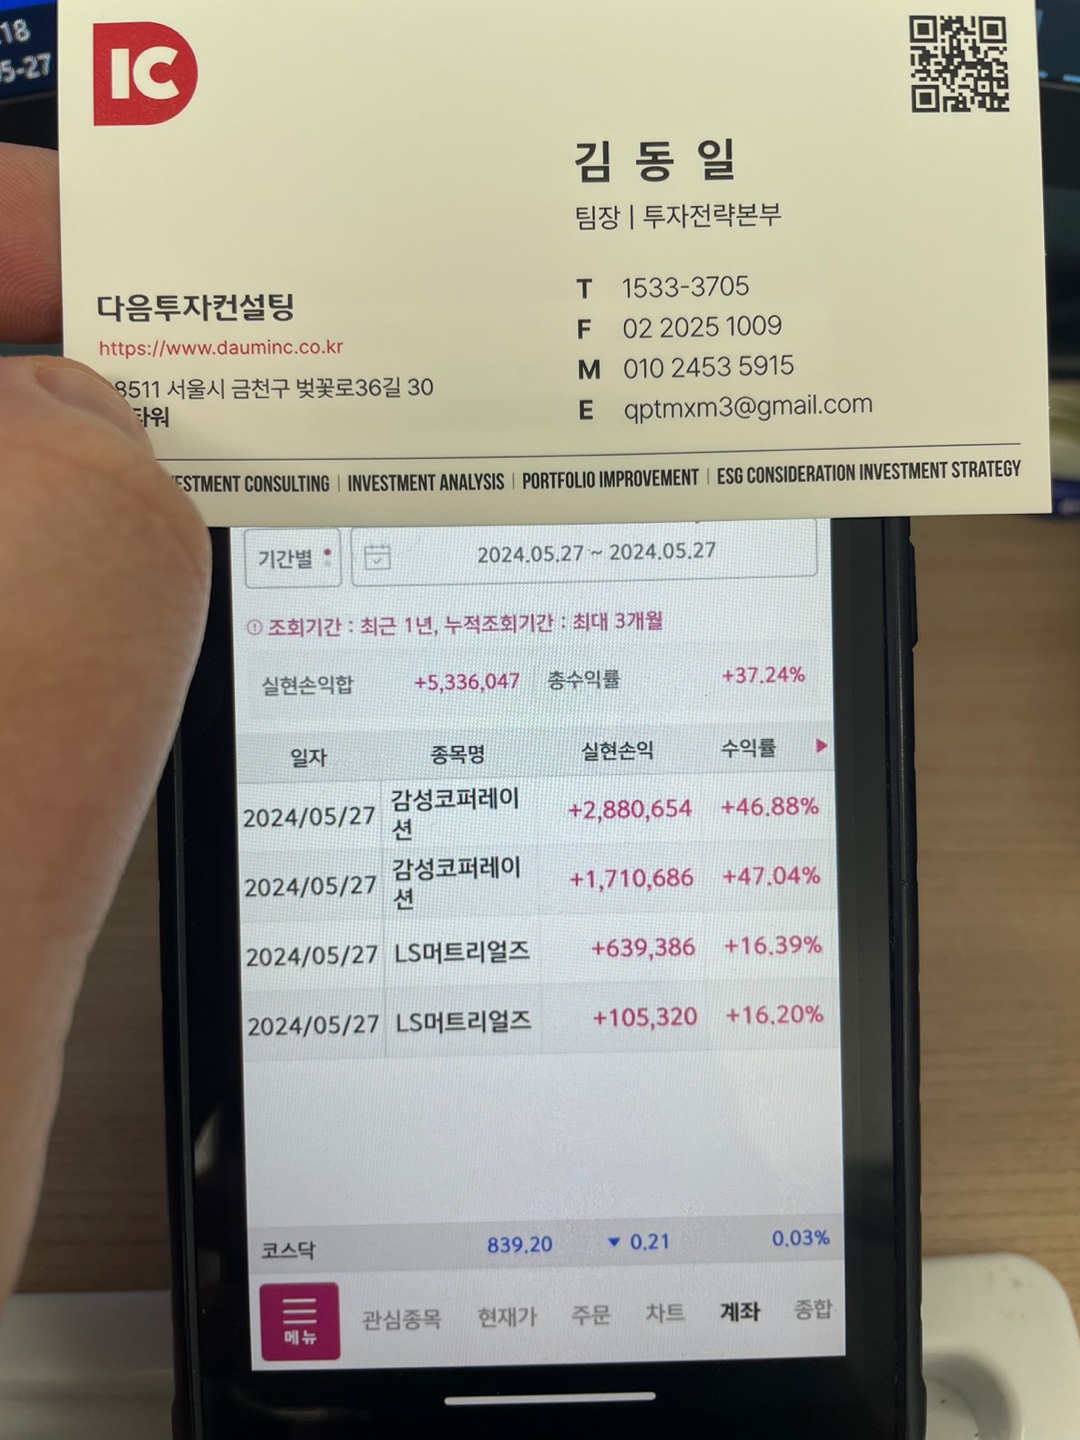 .18
05-27
IC
김동일
팀장 | 투자전략본부
다음투자컨설팅
https://www.dauminc.co.kr
8511 서울시 금천구 벚꽃로36길 30
타워
T 1533-3705
F 02 2025 1009
M 010 2453 5915
E qptmxm3@gmail.com
ESTMENT CONSULTING | INVESTMENT ANALYSIS | PORTFOLIO IMPROVEMENT | ESG CONSIDERATION INVESTMENT STRATEGY
기간별 2024.05.27 ~ 2024.05.27
조회기간 : 최근 1년, 누적조회기간 : 최대 3개월
실현손익합 +5,336,047 총수익률 +37.24%
일자 종목명 실현손익 수익률 ▶
2024/05/27 감성코퍼레이 +2,880,654 +46.88%
션
2024/05/27 감성코퍼레이 +1,710,686 +47.04%
션
2024/05/27 LS머트리얼즈 +639,386 +16.39%
2024/05/27 LS머트리얼즈 +105,320 +16.20%
코스닥 839.20 ▼ 0.21 0.03%
메뉴 관심종목 현재가 주문 차트 계좌 종합